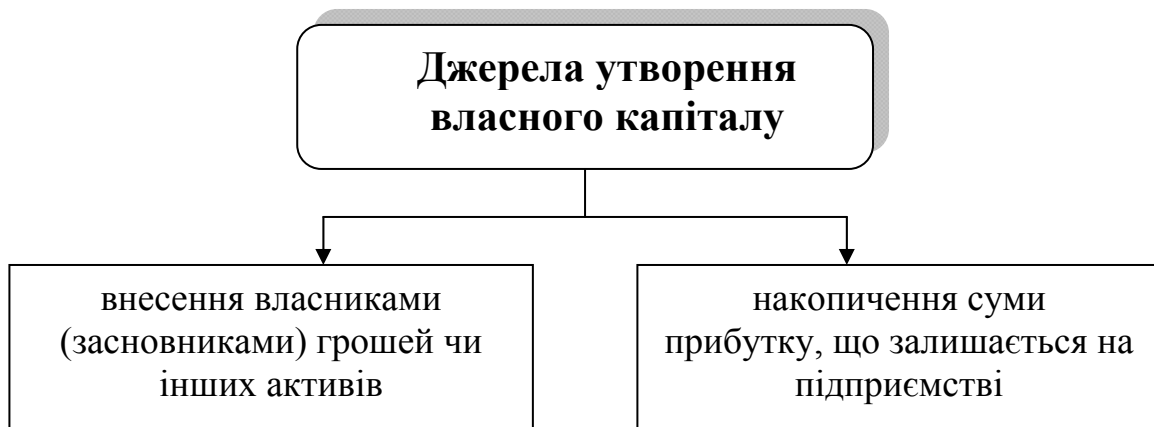 Джерела утворення
власного капіталу
внесення власниками
(засновниками) грошей чи
інших активів
накопичення суми
прибутку, що залишається на
підприємстві